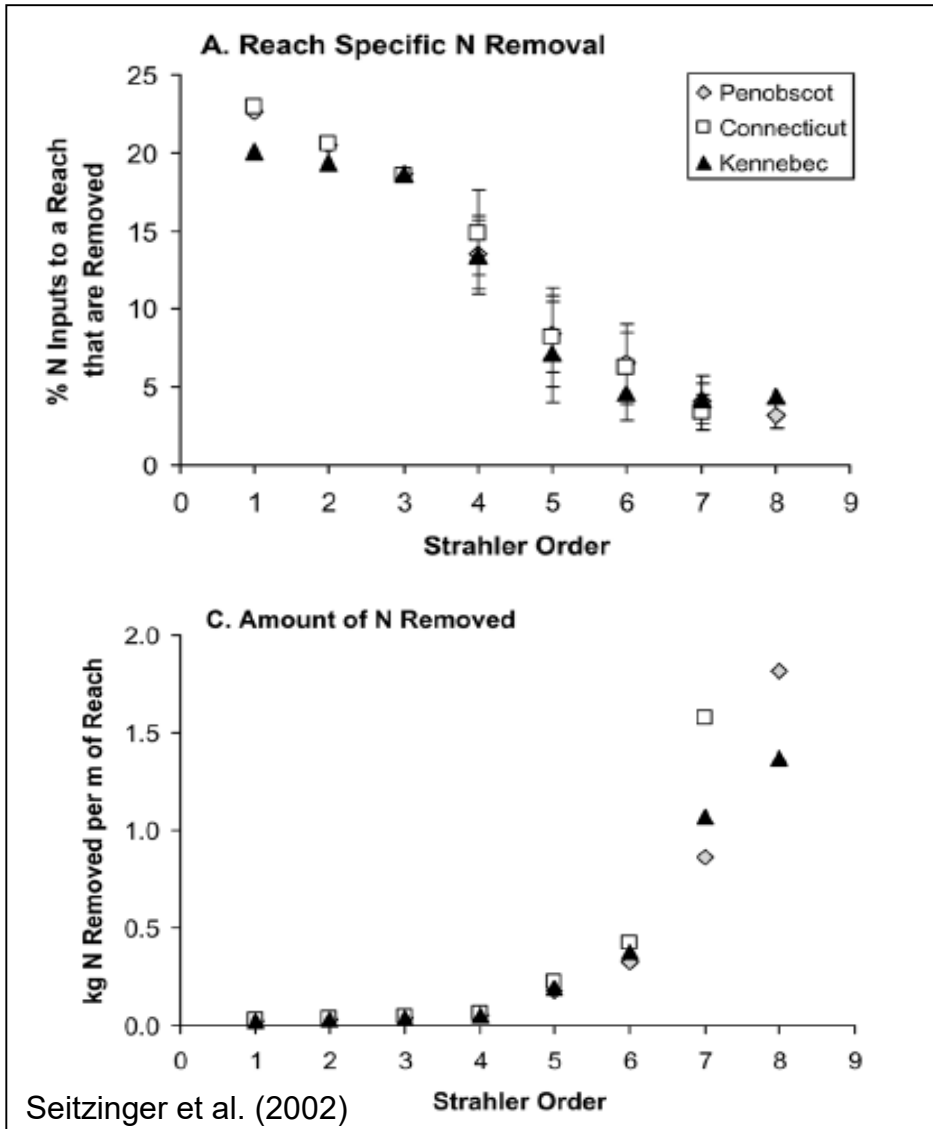 A. Reach Specific N Removal
25
20
15
10
5
0
% N Inputs to a Reach
that are Removed
Penobscot
Connecticut
Kennebec
0 1 2 3 4 5 6 7 8 9
Strahler Order
C. Amount of N Removed
2.0
1.5
1.0
0.5
0.0
kg N Removed per m of Reach
0 1 2 3 4 5 6 7 8 9
Strahler Order
Seitzinger et al. (2002)